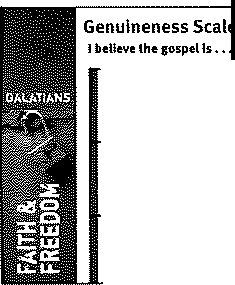 Genuineness Scale
I believe the gospel is . . .
GALATIANS
FAITH &
FREEDOM